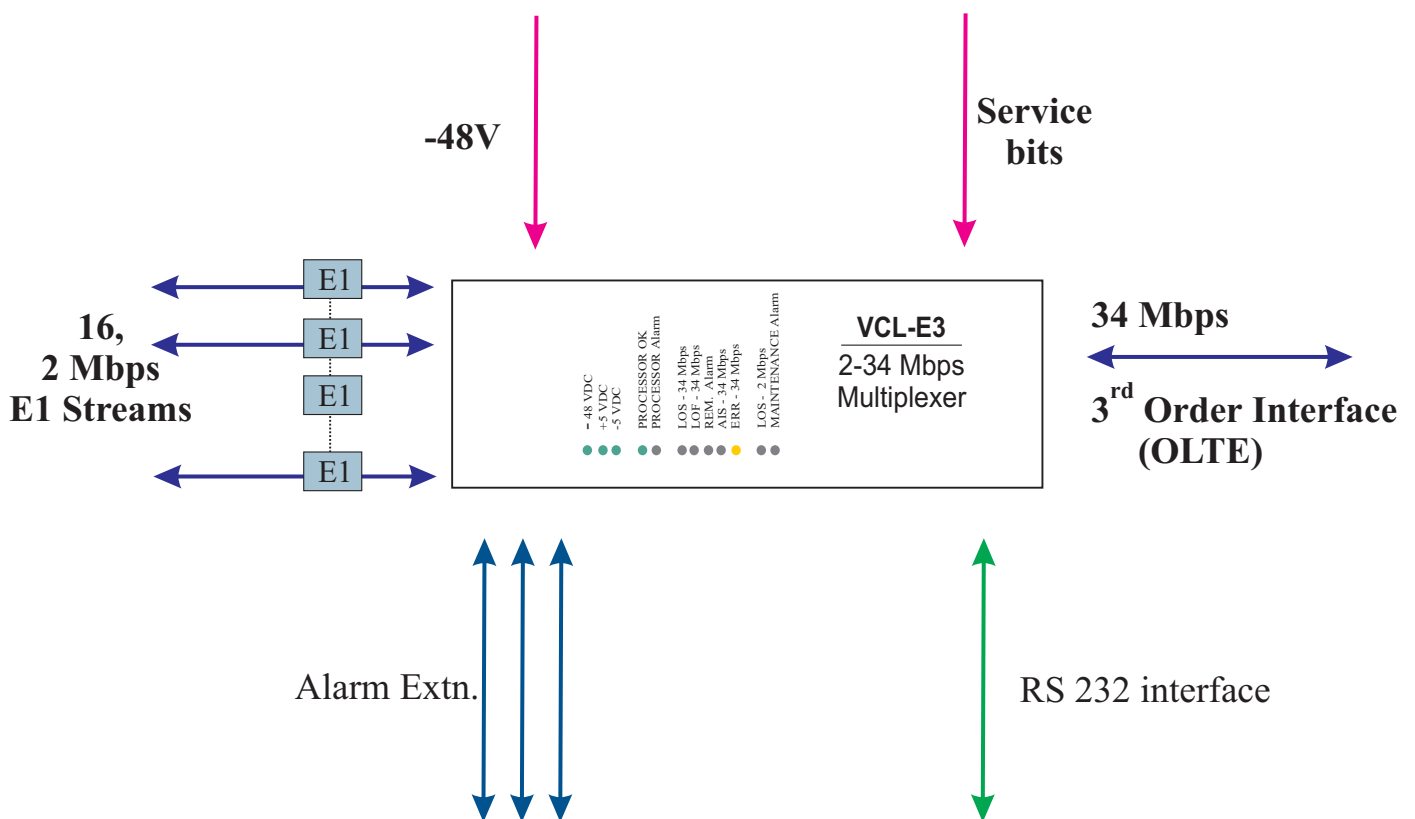 -48V
Service
bits
E1
E1
E1
E1
16,
2 Mbps
E1 Streams
− 48 VDC
+5 VDC
-5 VDC
PROCESSOR OK
PROCESSOR Alarm
LOS - 34 Mbps
LOF - 34 Mbps
REM. Alarm
AIS - 34 Mbps
ERR - 34 Mbps
LOS - 2 Mbps
MAINTENANCE Alarm
VCL-E3
2-34 Mbps
Multiplexer
34 Mbps
3rd Order Interface
(OLTE)
Alarm Extn.
RS 232 interface